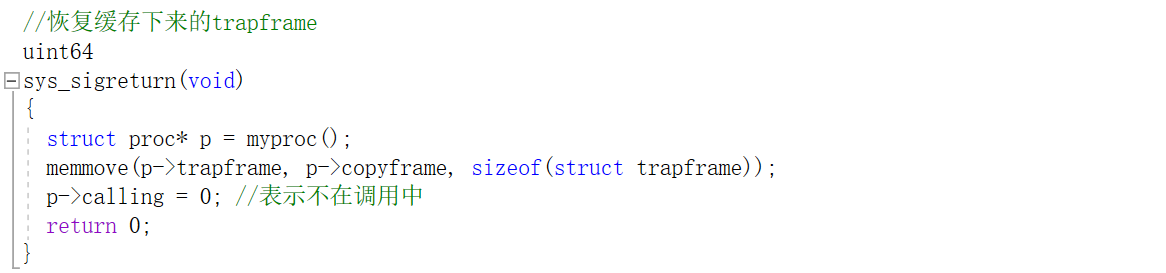 //恢复缓存下来的trapframe
uint64
sys_sigreturn(void)
{
  struct proc* p = myproc();
  memmove(p->trapframe, p->copyframe, sizeof(struct trapframe));
  p->calling = 0; //表示不在调用中
  return 0;
}